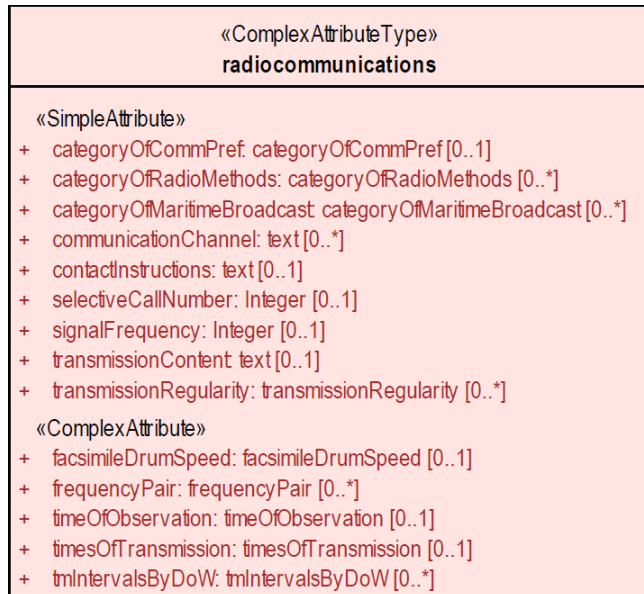 «ComplexAttributeType»
radiocommunications
«SimpleAttribute»
+ categoryOfCommPref: categoryOfCommPref [0..1]
+ categoryOfRadioMethods: categoryOfRadioMethods [0..*]
+ categoryOfMaritimeBroadcast: categoryOfMaritimeBroadcast [0..*]
+ communicationChannel: text [0..*]
+ contactInstructions: text [0..1]
+ selectiveCallNumber: Integer [0..1]
+ signalFrequency: Integer [0..1]
+ transmissionContent: text [0..1]
+ transmissionRegularity: transmissionRegularity [0..*]
«ComplexAttribute»
+ facsimileDrumSpeed: facsimileDrumSpeed [0..1]
+ frequencyPair: frequencyPair [0..*]
+ timeOfObservation: timeOfObservation [0..1]
+ timesOfTransmission: timesOfTransmission [0..1]
+ tmIntervalsByDoW: tmIntervalsByDoW [0..*]